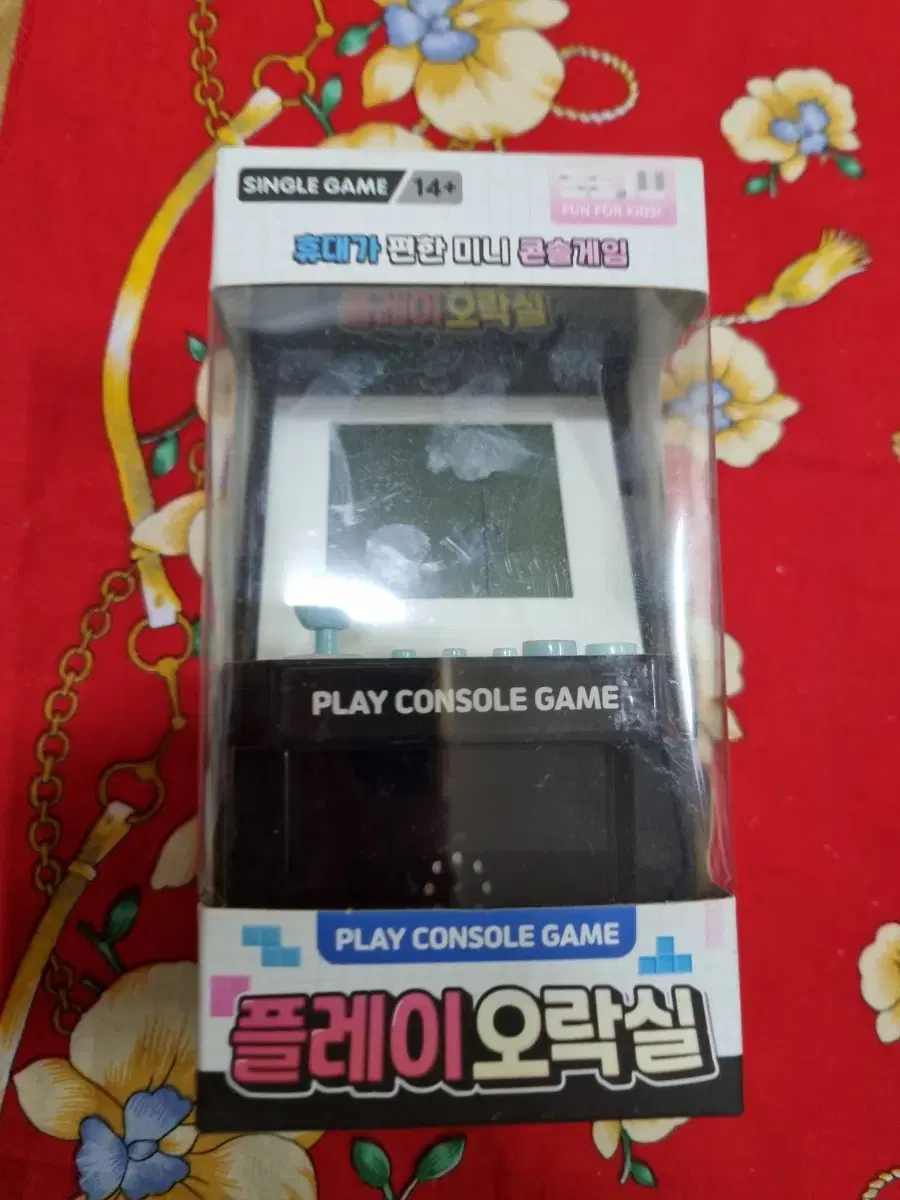 SINGLE GAME 14+
FUN FOR KIDS!
휴대가 편한 미니 콘솔게임
플레이오락실
PLAY CONSOLE GAME
PLAY CONSOLE GAME
플레이오락실